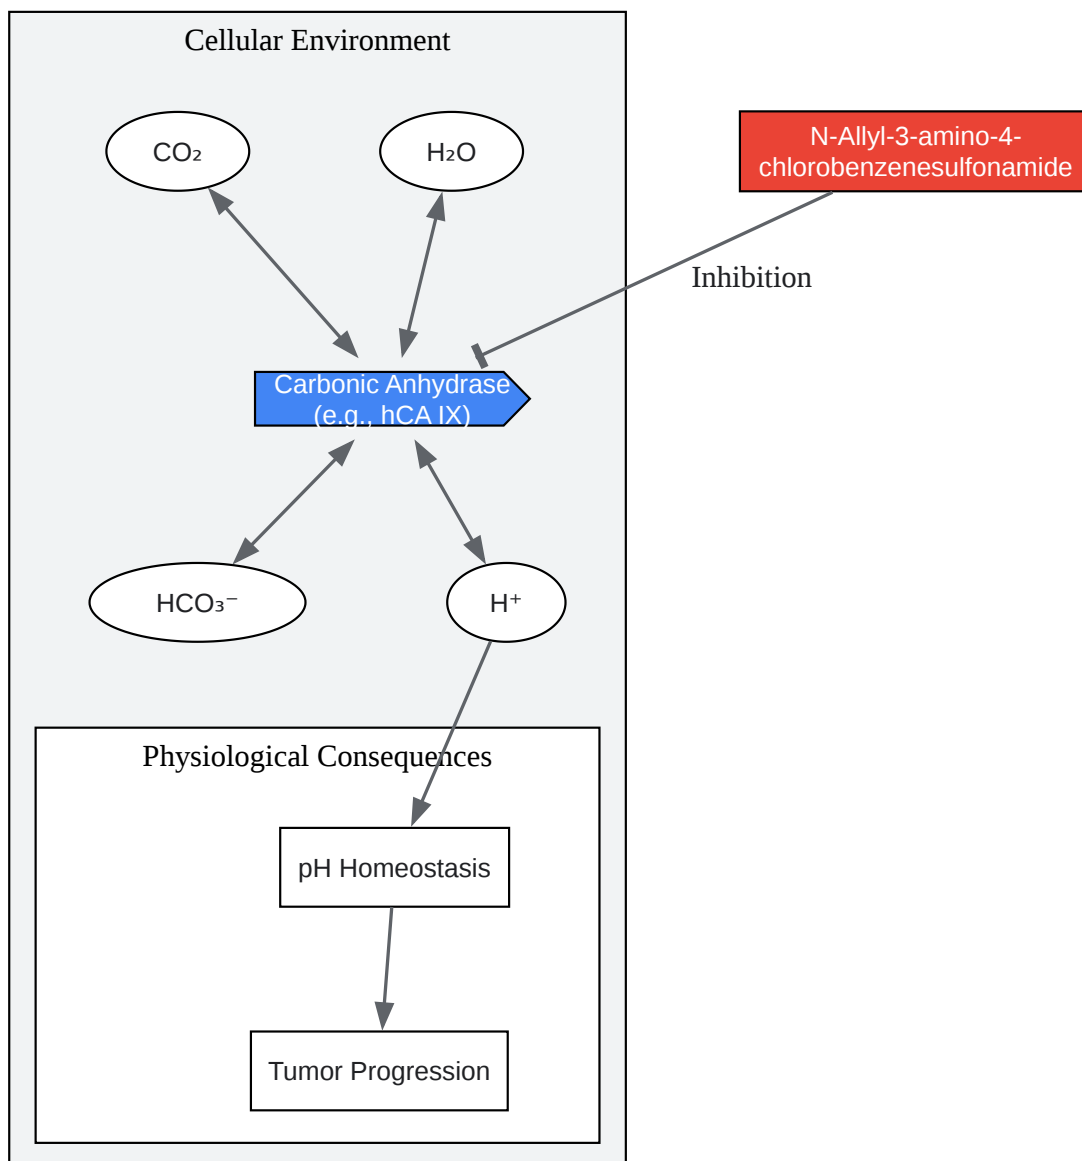 Cellular Environment
CO₂
H₂O
N-Allyl-3-amino-4-
chlorobenzenesulfonamide
Inhibition
Carbonic Anhydrase
(e.g., hCA IX)
HCO₃⁻
H⁺
Physiological Consequences
pH Homeostasis
Tumor Progression